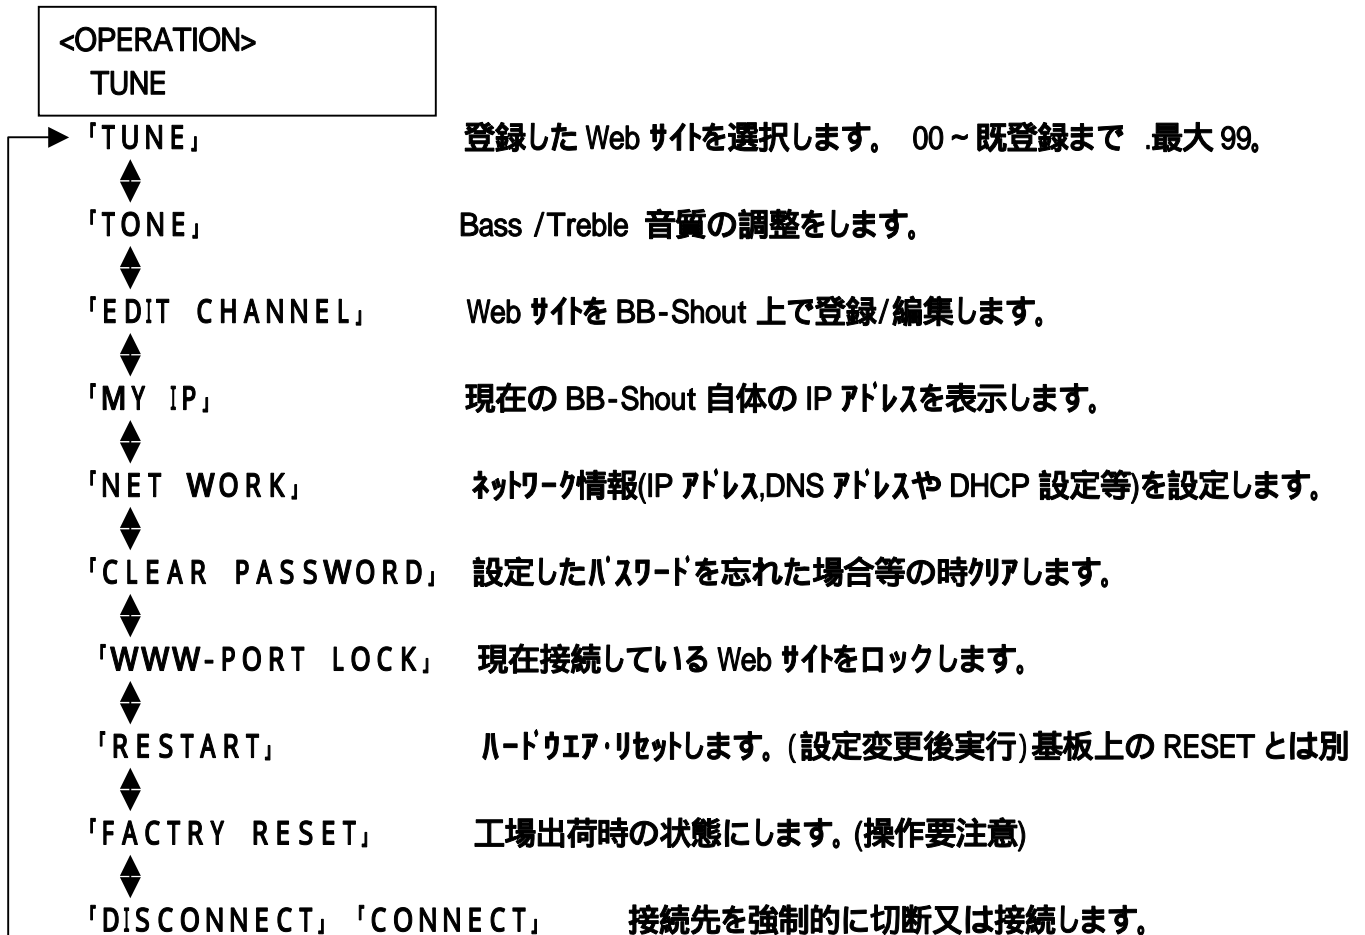 <OPERATION>
TUNE
「TUNE」 登録した Web ｻｲﾄを選択します。 00～既登録まで .最大 99。
「TONE」 Bass /Treble 音質の調整をします。
「EDIT CHANNEL」 Web ｻｲﾄを BB-Shout 上で登録/編集します。
「MY IP」 現在の BB-Shout 自体の IP ｱﾄﾞﾚｽを表示します。
「NET WORK」 ﾈｯﾄﾜｰｸ情報(IP ｱﾄﾞﾚｽ,DNS ｱﾄﾞﾚｽや DHCP 設定等)を設定します。
「CLEAR PASSWORD」 設定したﾊﾟｽﾜｰﾄﾞを忘れた場合等の時ｸﾘｱします。
「WWW-PORT LOCK」 現在接続している Web ｻｲﾄをロックします。
「RESTART」 ﾊｰﾄﾞｳｴｱ･ﾘｾｯﾄします。(設定変更後実行)基板上の RESET とは別
「FACTRY RESET」 工場出荷時の状態にします。(操作要注意)
「DISCONNECT」「CONNECT」 接続先を強制的に切断又は接続します。